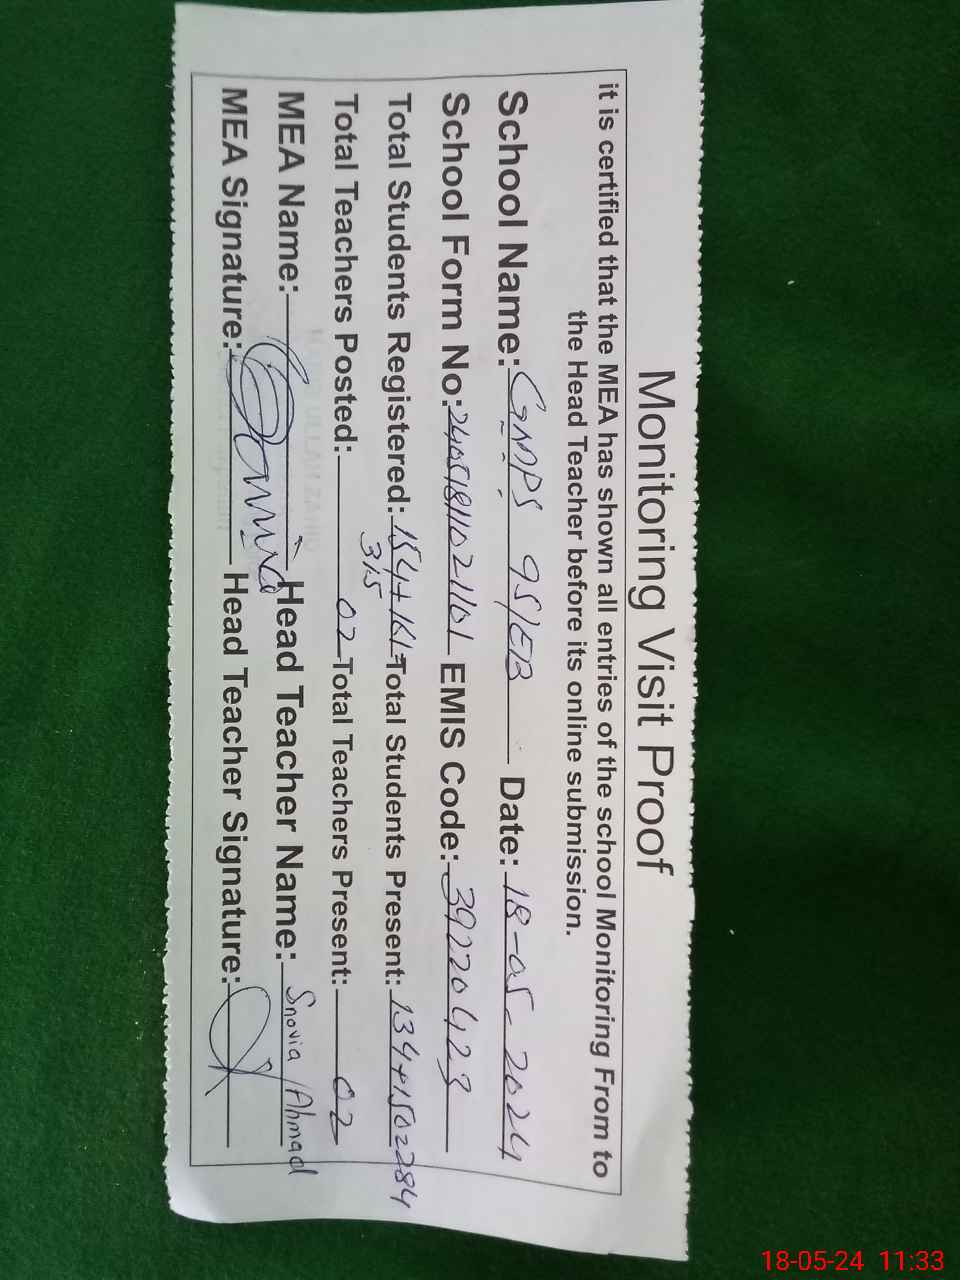 Monitoring Visit Proof
it is certified that the MEA has shown all entries of the school Monitoring From to
the Head Teacher before its online submission.
School Name: GMPS 95/EB Date: 18-05-2024
School Form No: EMIS Code: 39220423
Total Students Registered: 154+161= Total Students Present: 134+150=284
315
Total Teachers Posted: 02 Total Teachers Present: 02
MEA Name: Head Teacher Name: Snovia Ahmad
MEA Signature: Head Teacher Signature:
18-05-24 11:33